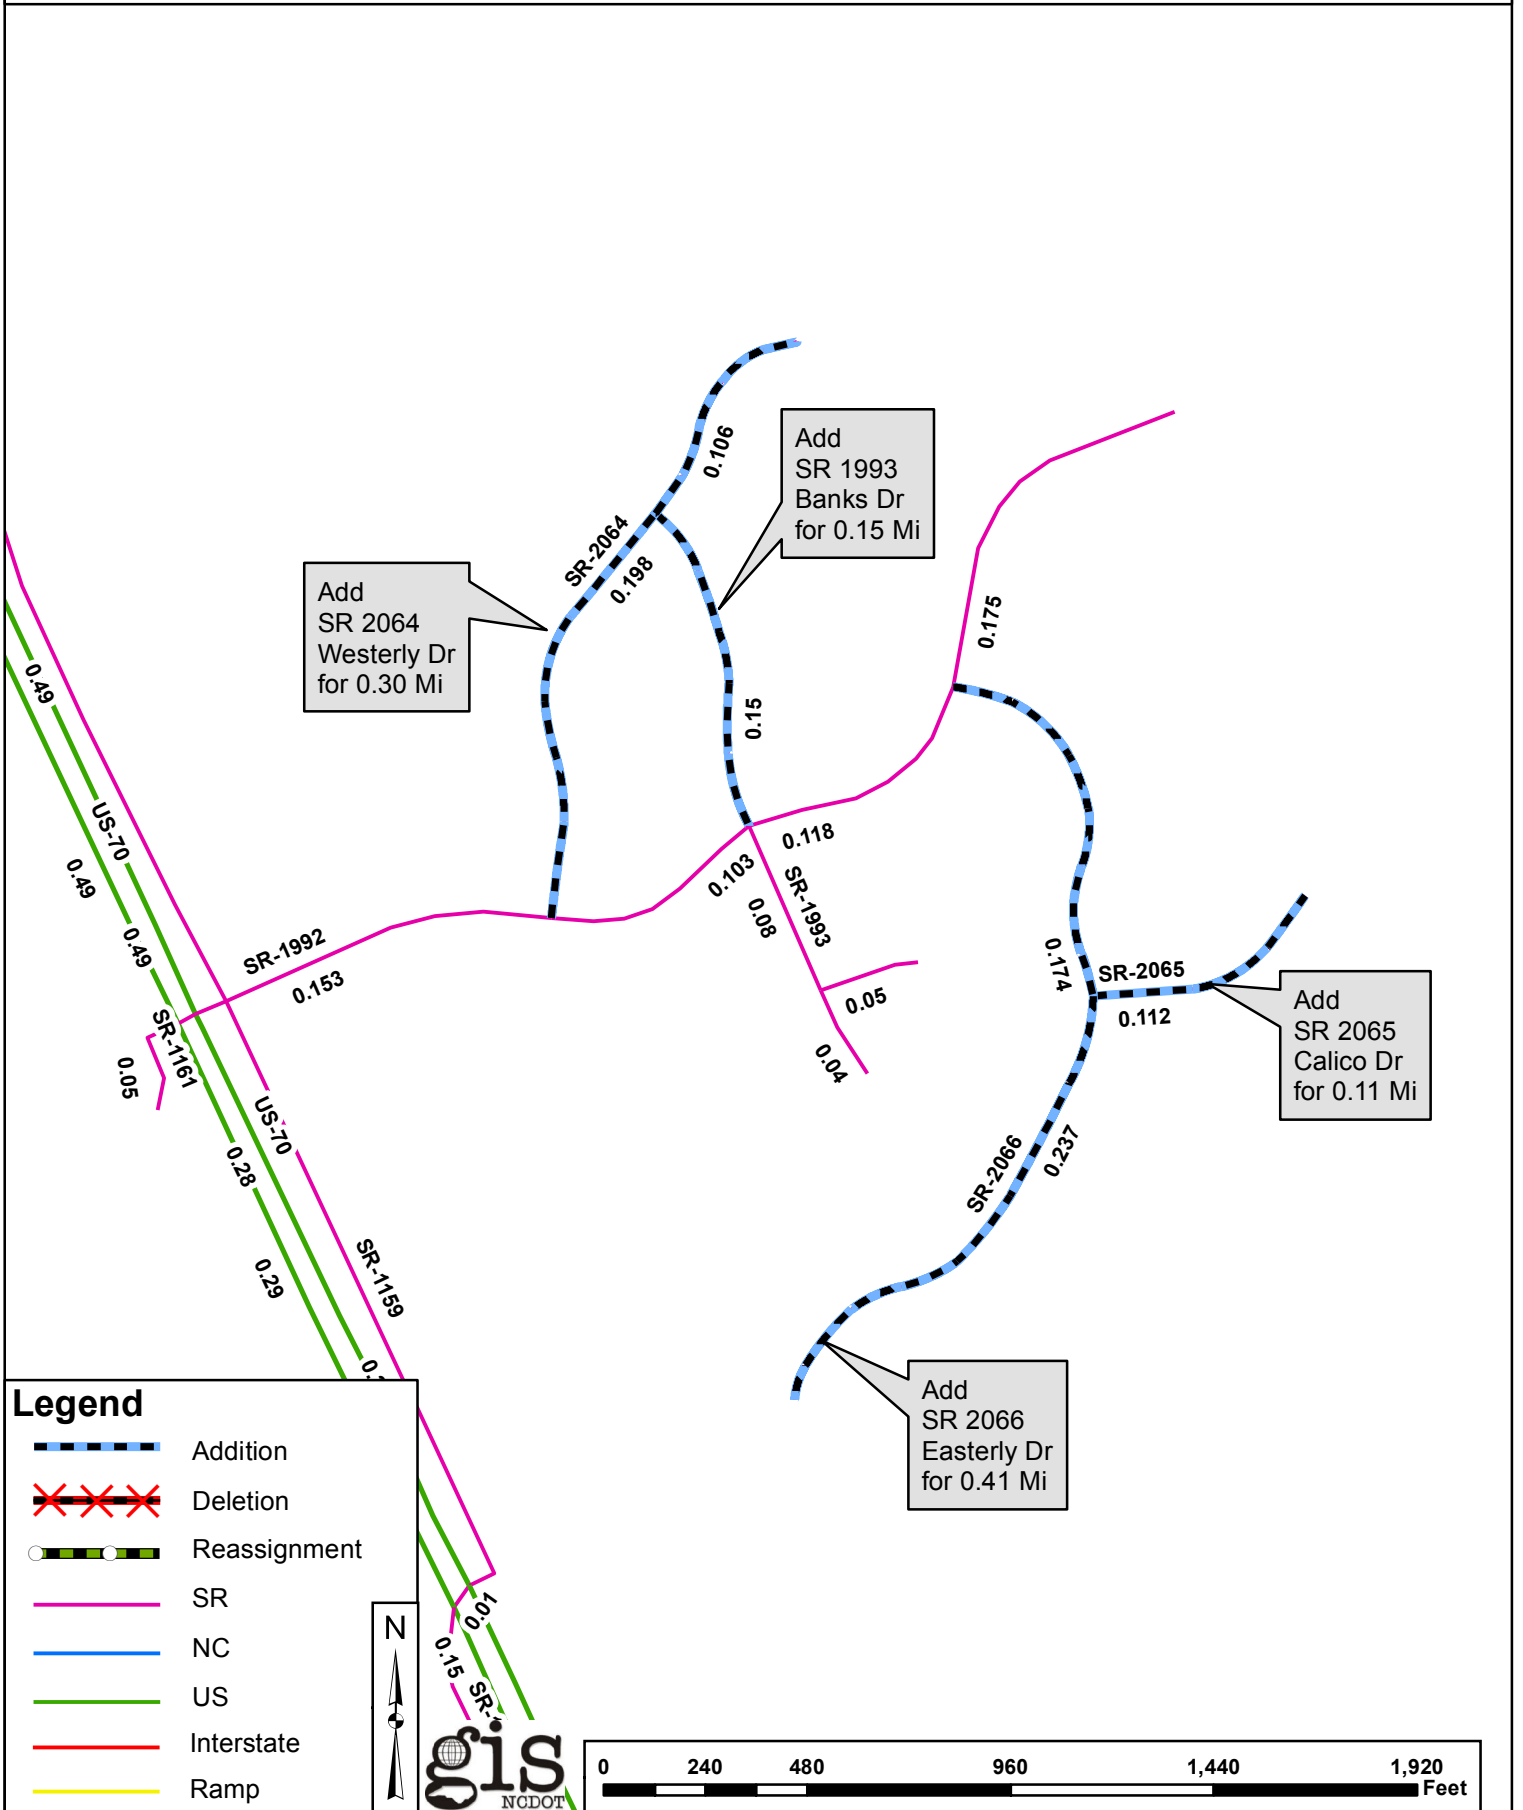 0.106
Add
SR 1993
Banks Dr
for 0.15 Mi
SR-2064
0.198
Add
SR 2064
Westerly Dr
for 0.30 Mi
0.175
0.49
0.15
US-70
0.118
0.49
0.103
SR-1993
0.08
0.49
SR-1992
0.153
0.174
SR-2065
0.112
0.05
Add
SR 2065
Calico Dr
for 0.11 Mi
SR-1161
0.05
0.04
US-70
0.28
SR-2066
0.237
0.29
SR-1159
Add
SR 2066
Easterly Dr
for 0.41 Mi
Legend
Addition
Deletion
Reassignment
SR
NC
US
Interstate
Ramp
N
0.01
0.15
gis
NCDOT
0 240 480 960 1,440 1,920
Feet